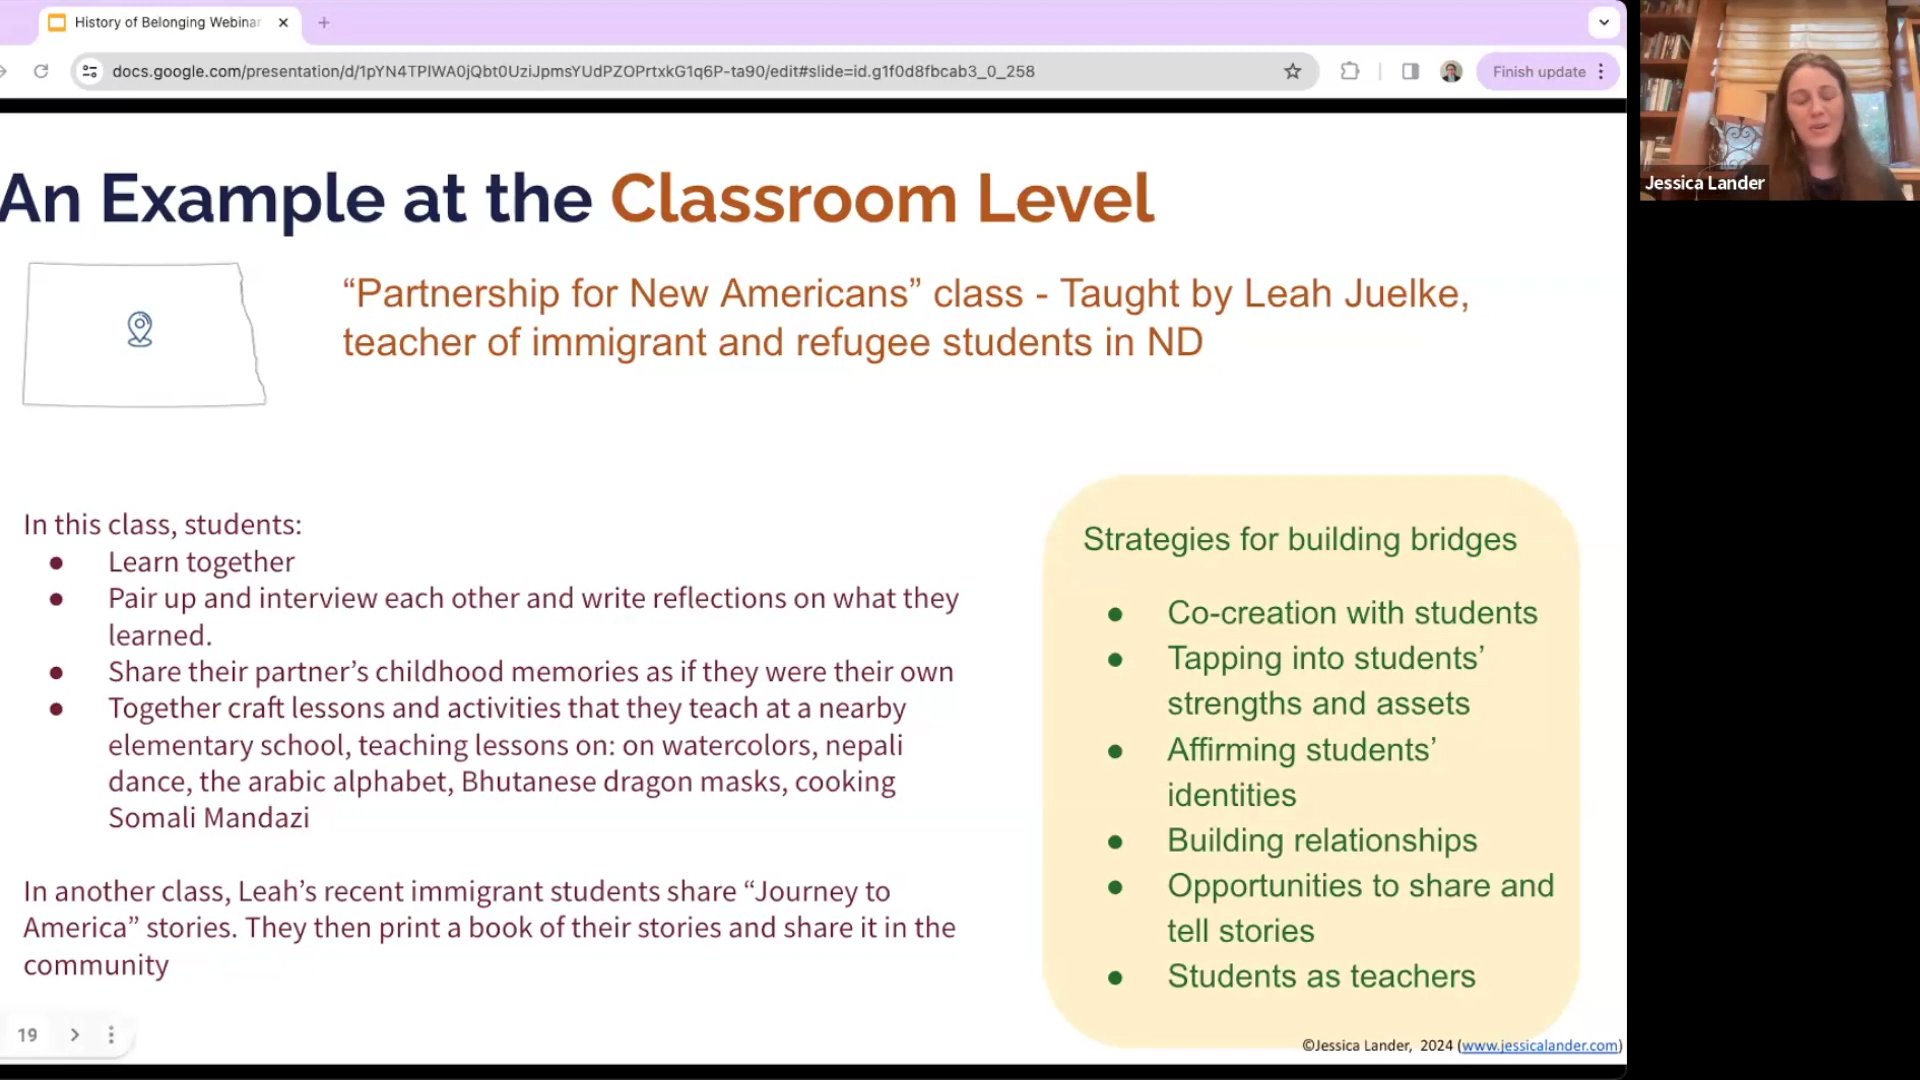 History of Belonging Webinar
docs.google.com/presentation/d/1pYN4TPlWA0jQbt0UziJpmsYUdPZOPrtxkG1q6P-ta90/edit#slide=id.g1f0d8fbcab3_0_258
Finish update
Jessica Lander
An Example at the Classroom Level
“Partnership for New Americans” class - Taught by Leah Juelke,
teacher of immigrant and refugee students in ND
In this class, students:
● Learn together
● Pair up and interview each other and write reflections on what they
learned.
● Share their partner’s childhood memories as if they were their own
● Together craft lessons and activities that they teach at a nearby
elementary school, teaching lessons on: on watercolors, nepali
dance, the arabic alphabet, Bhutanese dragon masks, cooking
Somali Mandazi
In another class, Leah’s recent immigrant students share “Journey to
America” stories. They then print a book of their stories and share it in the
community
Strategies for building bridges
● Co-creation with students
● Tapping into students’
strengths and assets
● Affirming students’
identities
● Building relationships
● Opportunities to share and
tell stories
● Students as teachers
19
©Jessica Lander, 2024 (www.jessicalander.com)